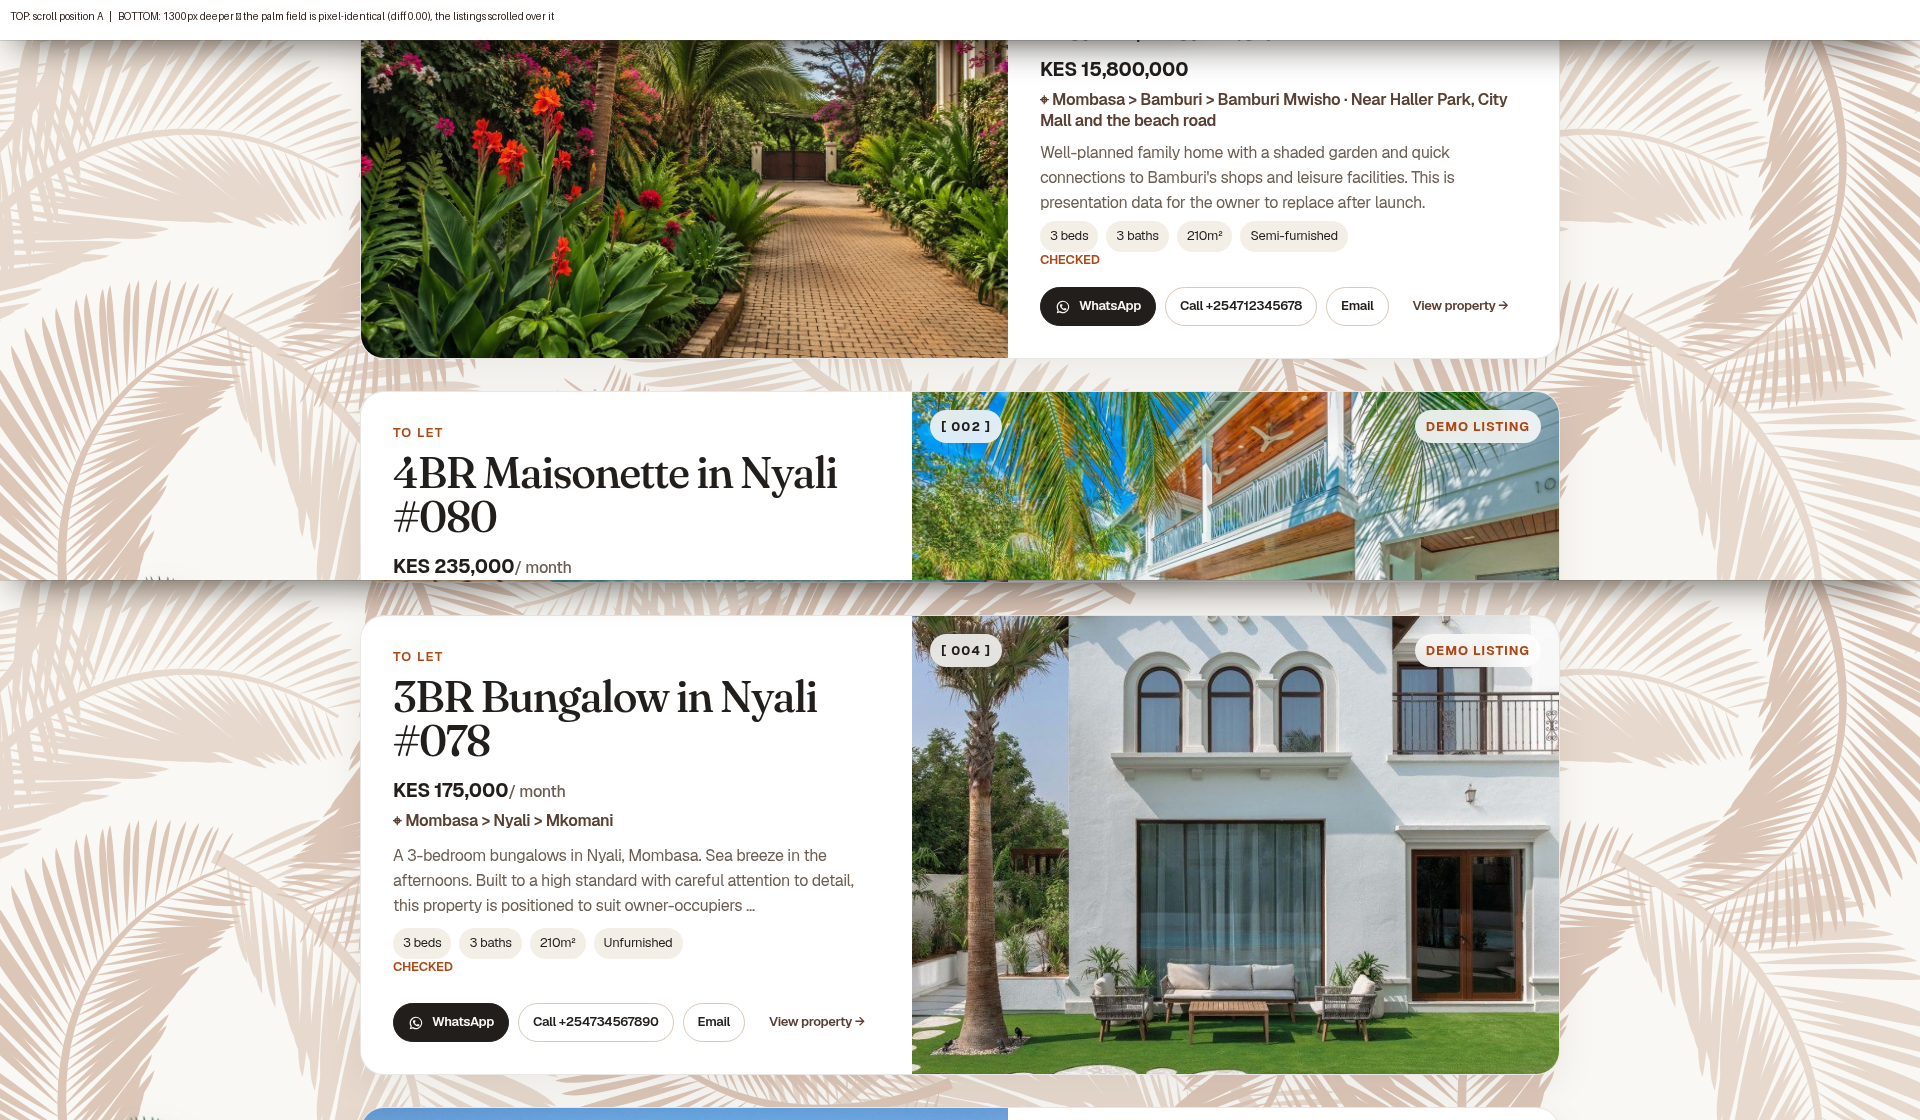 TOP: scroll position A | BOTTOM: 1300px deeper the palm field is pixel-identical (diff 0.00), the listings scrolled over it
KES 15,800,000
Mombasa > Bamburi > Bamburi Mwisho · Near Haller Park, City
Mall and the beach road
Well-planned family home with a shaded garden and quick
connections to Bamburi's shops and leisure facilities. This is
presentation data for the owner to replace after launch.
3 beds 3 baths 210m² Semi-furnished
CHECKED
WhatsApp Call +254712345678 Email View property →
TO LET
4BR Maisonette in Nyali
#080
KES 235,000/ month
[ 002 ] DEMO LISTING
10
TO LET
3BR Bungalow in Nyali
#078
KES 175,000/ month
Mombasa > Nyali > Mkomani
A 3-bedroom bungalows in Nyali, Mombasa. Sea breeze in the
afternoons. Built to a high standard with careful attention to detail,
this property is positioned to suit owner-occupiers ...
3 beds 3 baths 210m² Unfurnished
CHECKED
WhatsApp Call +254734567890 Email View property →
[ 004 ] DEMO LISTING